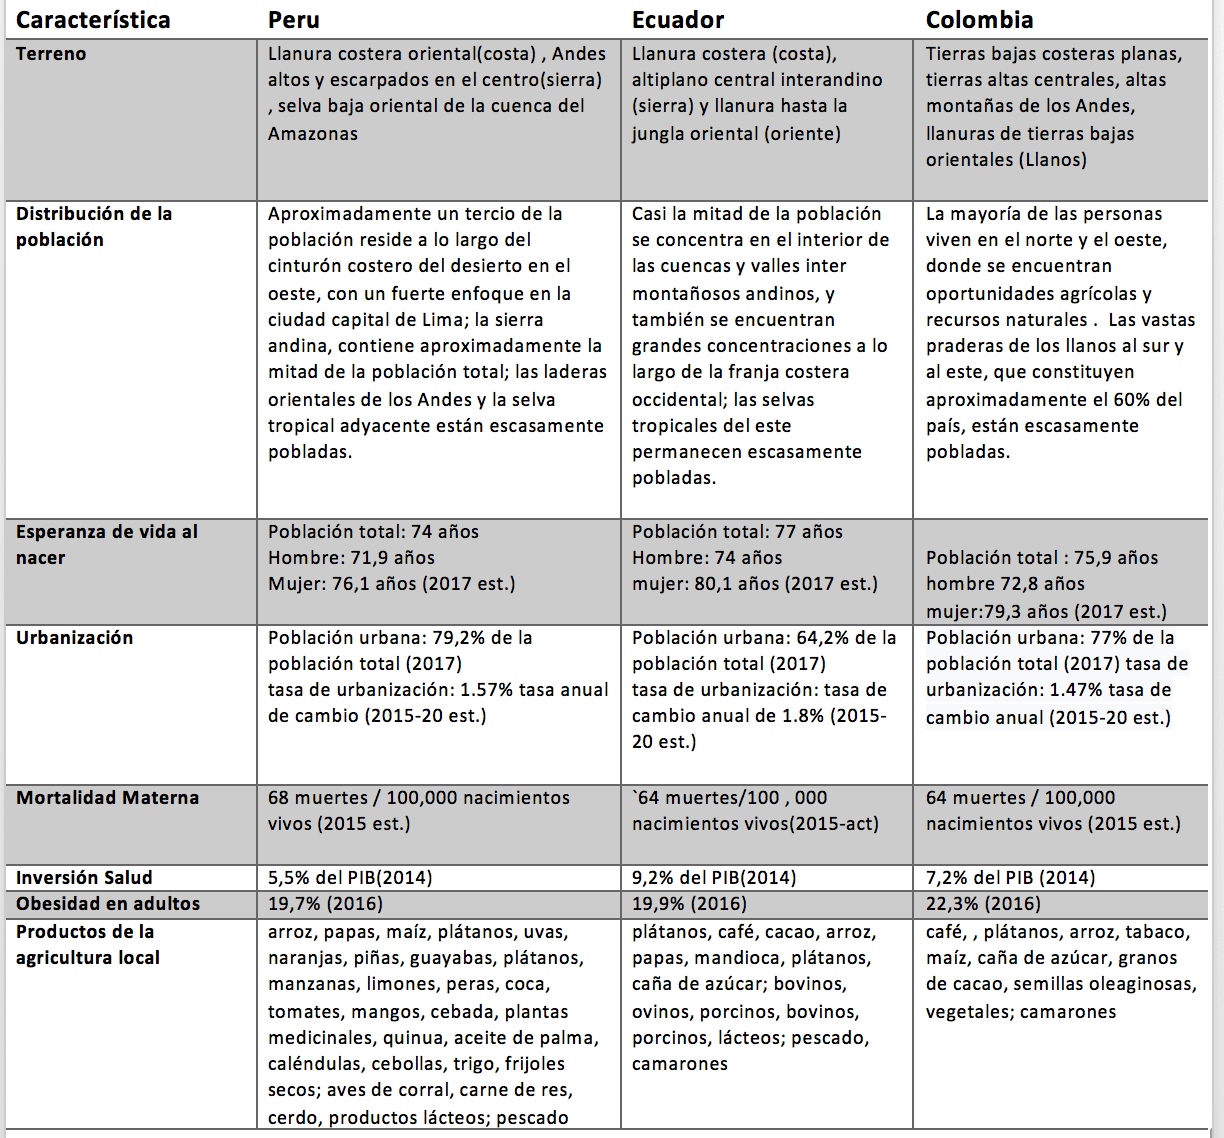 Característica
Peru
Ecuador
Colombia
Terreno
Llanura costera oriental(costa) , Andes
altos y escarpados en el centro(sierra)
, selva baja oriental de la cuenca del
Amazonas
Llanura costera (costa),
altiplano central interandino
(sierra) y llanura hasta la
jungla oriental (oriente)
Tierras bajas costeras planas,
tierras altas centrales, altas
montañas de los Andes,
llanuras de tierras bajas
orientales (Llanos)
Distribución de la
población
Aproximadamente un tercio de la
población reside a lo largo del
cinturón costero del desierto en el
oeste, con un fuerte enfoque en la
ciudad capital de Lima; la sierra
andina, contiene aproximadamente la
mitad de la población total; las laderas
orientales de los Andes y la selva
tropical adyacente están escasamente
pobladas.
Casi la mitad de la población
se concentra en el interior de
las cuencas y valles inter
montañosos andinos, y
también se encuentran
grandes concentraciones a lo
largo de la franja costera
occidental; las selvas
tropicales del este
permanecen escasamente
pobladas.
La mayoría de las personas
viven en el norte y el oeste,
donde se encuentran
oportunidades agrícolas y
recursos naturales .  Las vastas
praderas de los llanos al sur y
al este, que constituyen
aproximadamente el 60% del
país, están escasamente
pobladas.
Esperanza de vida al
nacer
Población total: 74 años
Hombre: 71,9 años
Mujer: 76,1 años (2017 est.)
Población total: 77 años
Hombre: 74 años
mujer: 80,1 años (2017 est.)
Población total : 75,9 años
hombre 72,8 años
mujer:79,3 años (2017 est.)
Urbanización
Población urbana: 79,2% de la
población total (2017)
tasa de urbanización: 1.57% tasa anual
de cambio (2015-20 est.)
Población urbana: 64,2% de la
población total (2017)
tasa de urbanización: tasa de
cambio anual de 1.8% (2015-
20 est.)
Población urbana: 77% de la
población total (2017) tasa de
urbanización: 1.47% tasa de
cambio anual (2015-20 est.)
Mortalidad Materna
68 muertes / 100,000 nacimientos
vivos (2015 est.)
`64 muertes/100 , 000
nacimientos vivos(2015-act)
64 muertes / 100,000
nacimientos vivos (2015 est.)
Inversión Salud
5,5% del PIB(2014)
9,2% del PIB(2014)
7,2% del PIB (2014)
Obesidad en adultos
19,7% (2016)
19,9% (2016)
22,3% (2016)
Productos de la
agricultura local
arroz, papas, maíz, plátanos, uvas,
naranjas, piñas, guayabas, plátanos,
manzanas, limones, peras, coca,
tomates, mangos, cebada, plantas
medicinales, quinua, aceite de palma,
caléndulas, cebollas, trigo, frijoles
secos; aves de corral, carne de res,
cerdo, productos lácteos; pescado
plátanos, café, cacao, arroz,
papas, mandioca, plátanos,
caña de azúcar; bovinos,
ovinos, porcinos, bovinos,
porcinos, lácteos; pescado,
camarones
café, , plátanos, arroz, tabaco,
maíz, caña de azúcar, granos
de cacao, semillas oleaginosas,
vegetales; camarones